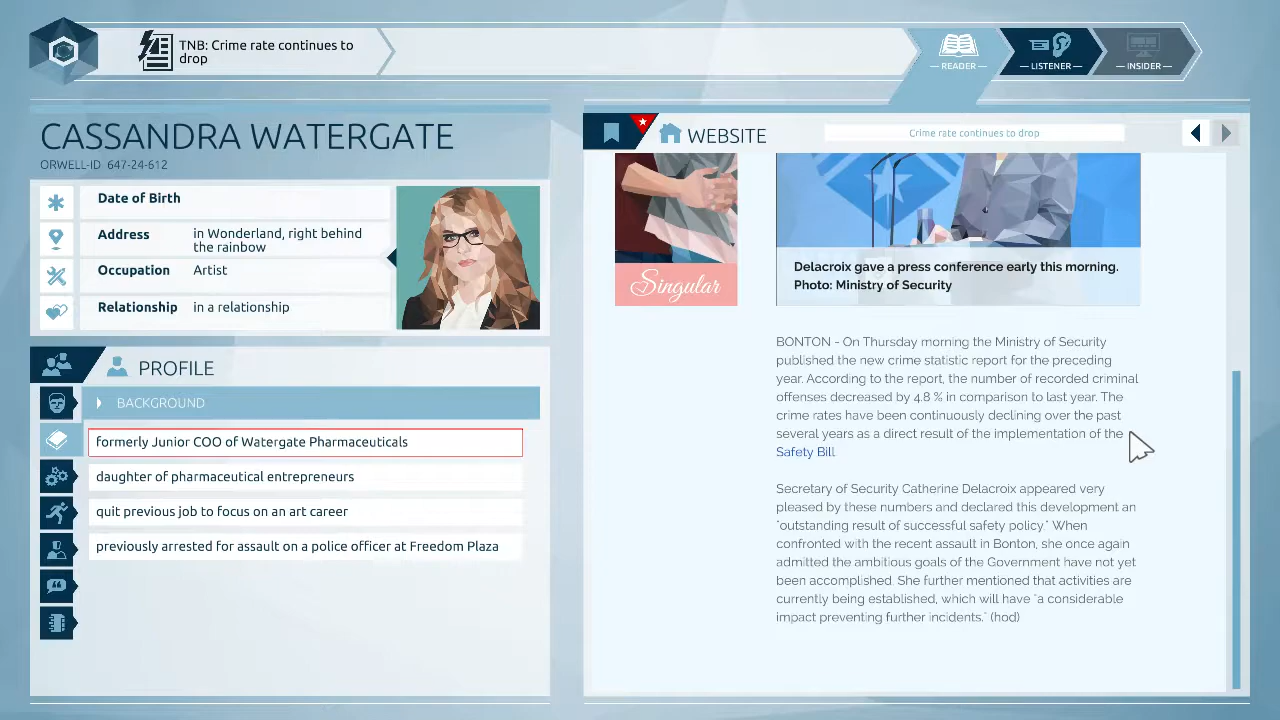 TNB: Crime rate continues to
drop
— READER —
— LISTENER —
— INSIDER —
CASSANDRA WATERGATE
ORWELL-ID 647-24-612
Date of Birth
Address in Wonderland, right behind
the rainbow
Occupation Artist
Relationship in a relationship
PROFILE
BACKGROUND
formerly Junior COO of Watergate Pharmaceuticals
daughter of pharmaceutical entrepreneurs
quit previous job to focus on an art career
previously arrested for assault on a police officer at Freedom Plaza
WEBSITE
Crime rate continues to drop
Singular
Delacroix gave a press conference early this morning.
Photo: Ministry of Security
BONTON - On Thursday morning the Ministry of Security
published the new crime statistic report for the preceding
year. According to the report, the number of recorded criminal
offenses decreased by 4.8 % in comparison to last year. The
crime rates have been continuously declining over the past
several years as a direct result of the implementation of the
Safety Bill.
Secretary of Security Catherine Delacroix appeared very
pleased by these numbers and declared this development an
"outstanding result of successful safety policy." When
confronted with the recent assault in Bonton, she once again
admitted the ambitious goals of the Government have not yet
been accomplished. She further mentioned that activities are
currently being established, which will have "a considerable
impact preventing further incidents." (hod)